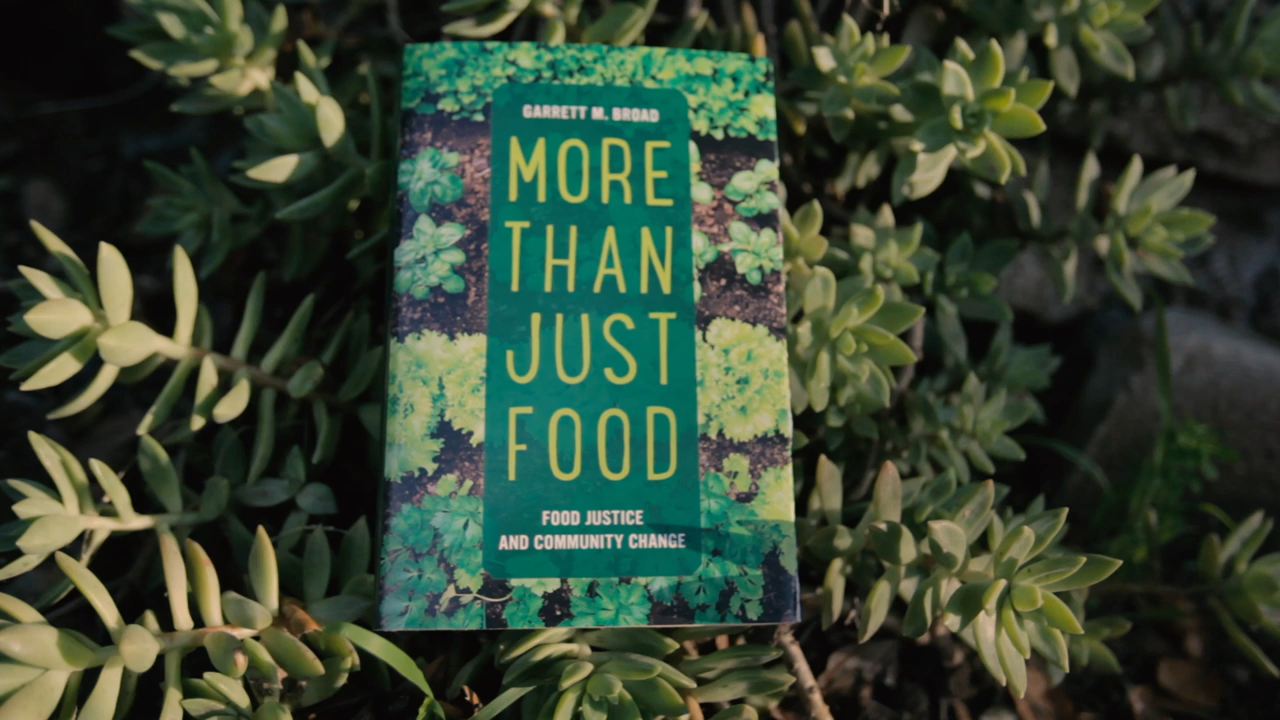 GARRETT M. BROAD
MORE
THAN
JUST
FOOD
FOOD JUSTICE
AND COMMUNITY CHANGE